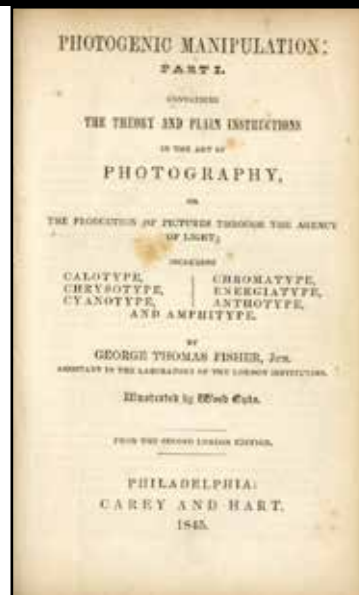 PHOTOGENIC MANIPULATION:
PART I.
CONTAINING
THE THEORY AND PLAIN INSTRUCTIONS
IN THE ART OF
PHOTOGRAPHY,
OR
THE PRODUCTION OF PICTURES THROUGH THE AGENCY
OF LIGHT;
INCLUDING
CALOTYPE, CHROMATYPE,
CHRYSOTYPE, ENERGIATYPE,
CYANOTYPE, ANTHOTYPE,
AND AMPHITYPE.
BY
GEORGE THOMAS FISHER, JUN.
ASSISTANT IN THE LABORATORY OF THE LONDON INSTITUTION.
Illustrated by Wood Cuts.
FROM THE SECOND LONDON EDITION.
PHILADELPHIA:
CAREY AND HART.
1845.